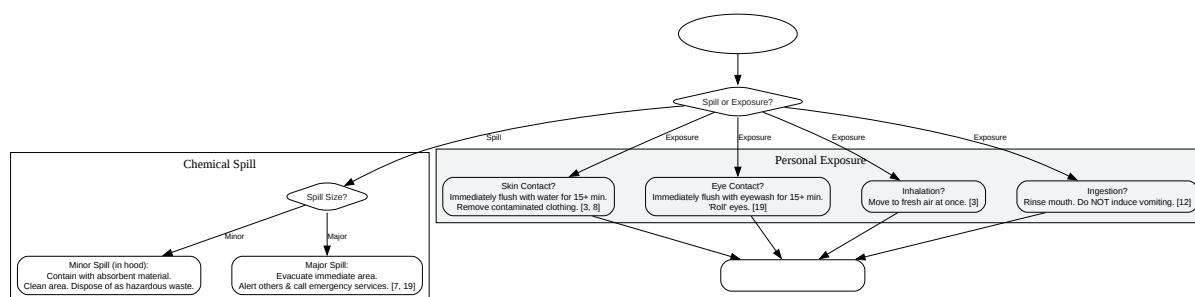 Spill or Exposure?
Spill
Exposure
Exposure
Exposure
Exposure
Chemical Spill
Personal Exposure
Spill Size?
Skin Contact?
Immediately flush with water for 15+ min.
Remove contaminated clothing. [3, 8]
Eye Contact?
Immediately flush with eyewash for 15+ min.
'Roll' eyes. [19]
Inhalation?
Move to fresh air at once. [3]
Ingestion?
Rinse mouth. Do NOT induce vomiting. [12]
Minor
Major
Minor Spill (in hood):
Contain with absorbent material.
Clean area. Dispose of as hazardous waste.
Major Spill:
Evacuate immediate area.
Alert others & call emergency services. [7, 19]